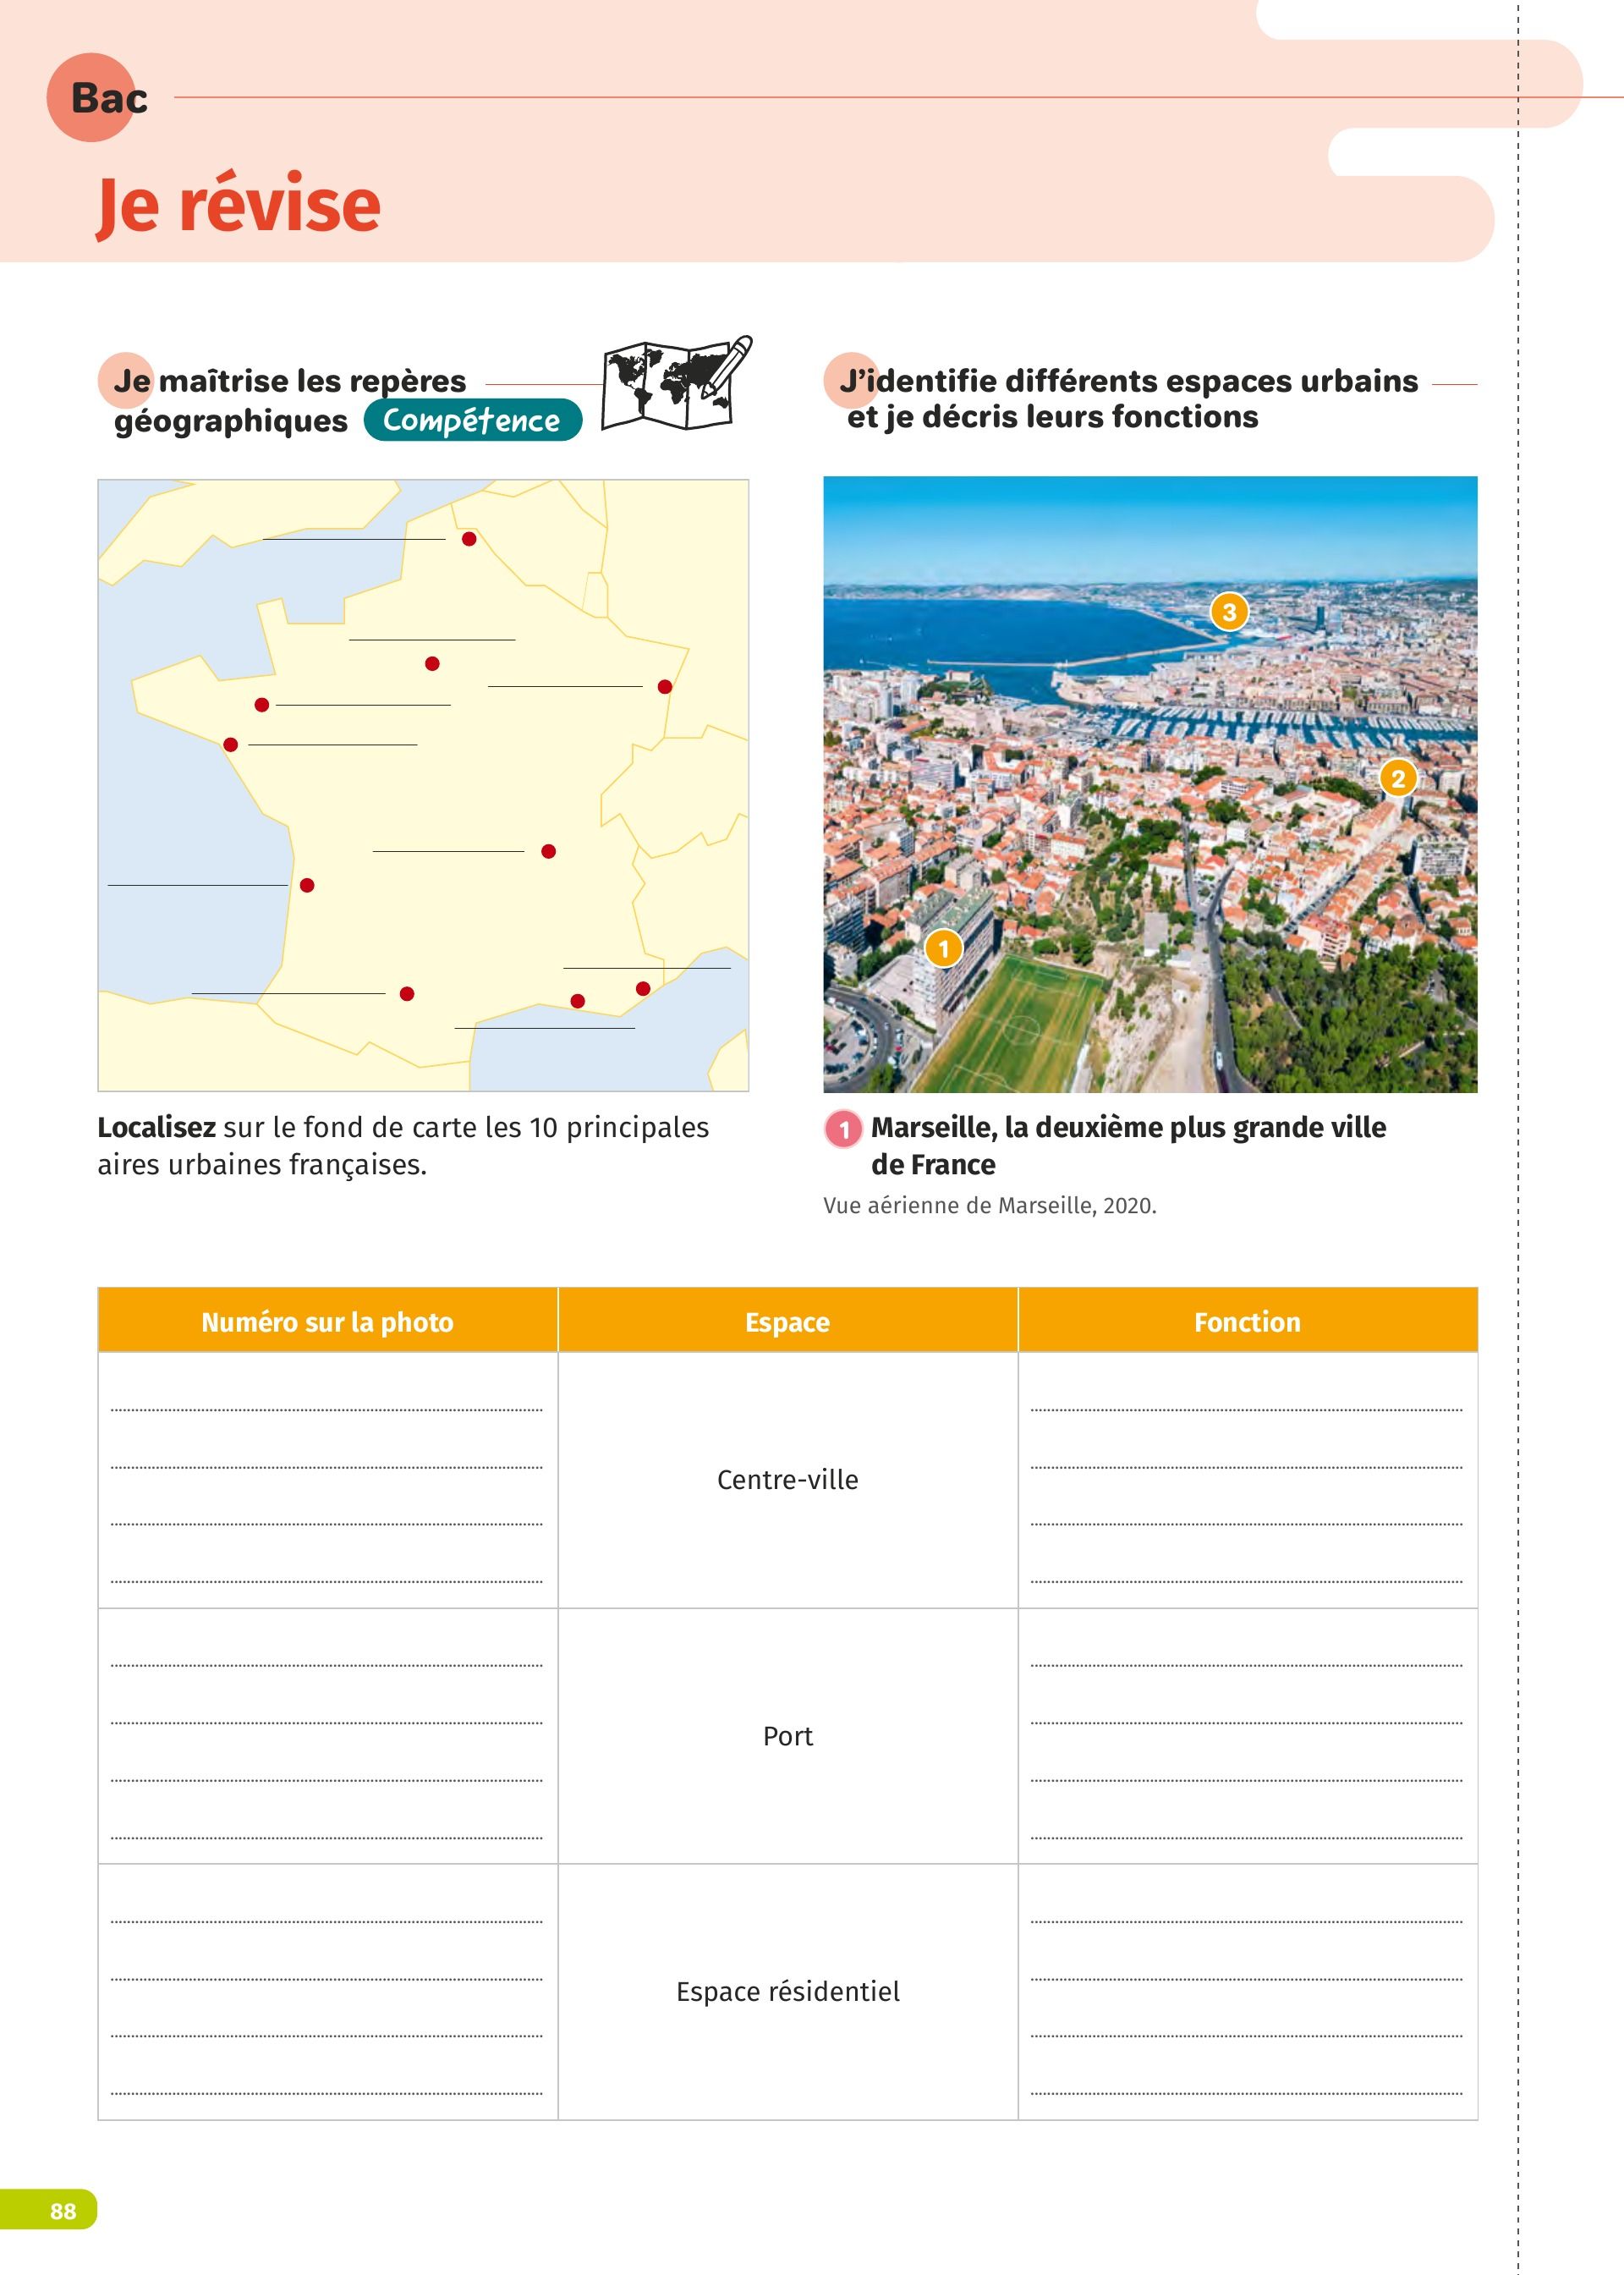 Bac
Je révise
Je maîtrise les repères
géographiques Compétence
J’identifie différents espaces urbains
et je décris leurs fonctions
3
2
1
Localisez sur le fond de carte les 10 principales
aires urbaines françaises.
1 Marseille, la deuxième plus grande ville
de France
Vue aérienne de Marseille, 2020.
Numéro sur la photo Espace Fonction
Centre-ville
Port
Espace résidentiel
88